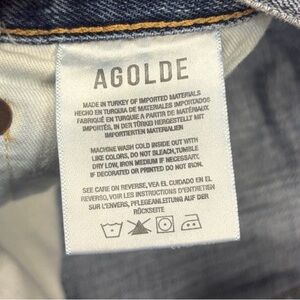 AGOLDE
MADE IN TURKEY OF IMPORTED MATERIALS
HECHO EN TURQUIA DE MATERIALES IMPORTADOS
FABRIQUÉ EN TURQUIE A PARTIR DE MATÉRIAUX
IMPORTÉS, IN DES TÜRKEI HERGESTELLT MIT
IMPORTIERTEN MATERIALIEN
MACHINE WASH COLD INSIDE OUT WITH
LIKE COLORS, DO NOT BLEACH, TUMBLE
DRY LOW, IRON MEDIUM IF NECESSARY.
IF DECORATED OR PRINTED DO NOT IRON.
SEE CARE ON REVERSE, VEA EL CUIDADO EN EL
REVERSO, VOIR LES INSTRUCTIONS D'ENTRETIEN
SUR L'ENVERS, PFLEGEANLEITUNG AUF DER
RÜCKSEITE